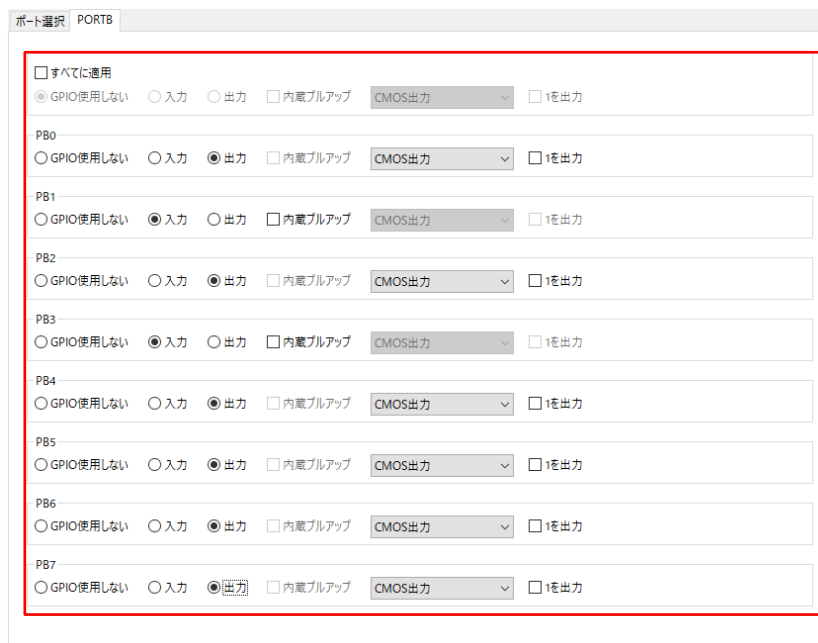 ポート選択 PORTB
すべてに適用
GPIO使用しない 入力 出力 内蔵プルアップ CMOS出力 1を出力
PB0
GPIO使用しない 入力 出力 内蔵プルアップ CMOS出力 1を出力
PB1
GPIO使用しない 入力 出力 内蔵プルアップ CMOS出力 1を出力
PB2
GPIO使用しない 入力 出力 内蔵プルアップ CMOS出力 1を出力
PB3
GPIO使用しない 入力 出力 内蔵プルアップ CMOS出力 1を出力
PB4
GPIO使用しない 入力 出力 内蔵プルアップ CMOS出力 1を出力
PB5
GPIO使用しない 入力 出力 内蔵プルアップ CMOS出力 1を出力
PB6
GPIO使用しない 入力 出力 内蔵プルアップ CMOS出力 1を出力
PB7
GPIO使用しない 入力 出力 内蔵プルアップ CMOS出力 1を出力